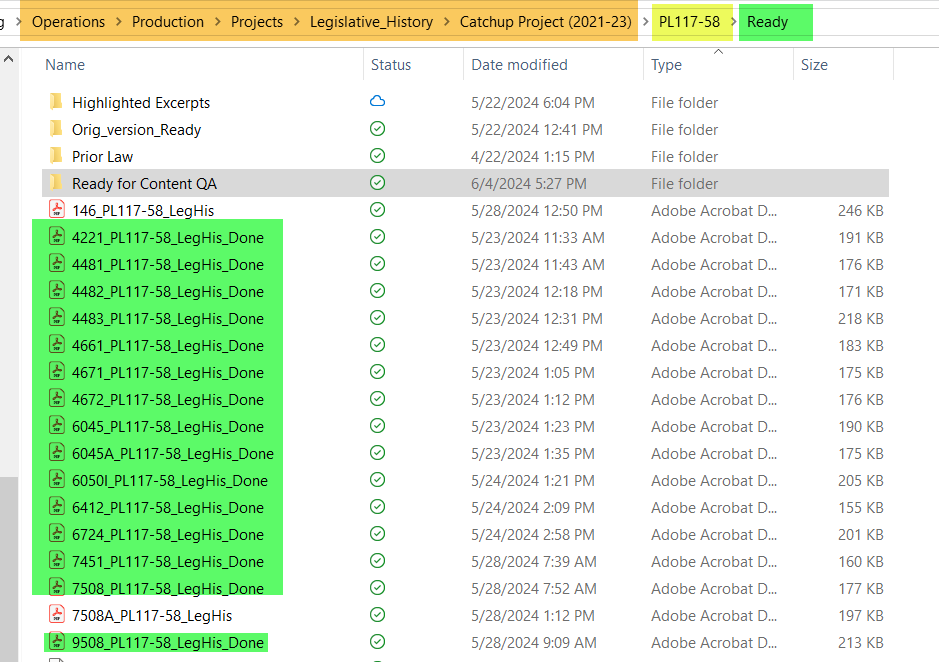 g > Operations > Production > Projects > Legislative_History > Catchup Project (2021-23) > PL117-58 > Ready
Name Status Date modified Type Size
Highlighted Excerpts 5/22/2024 6:04 PM File folder
Orig_version_Ready 5/22/2024 12:41 PM File folder
Prior Law 4/22/2024 1:15 PM File folder
Ready for Content QA 6/4/2024 5:27 PM File folder
146_PL117-58_LegHis 5/28/2024 12:50 PM Adobe Acrobat D... 246 KB
4221_PL117-58_LegHis_Done 5/23/2024 11:33 AM Adobe Acrobat D... 191 KB
4481_PL117-58_LegHis_Done 5/23/2024 11:43 AM Adobe Acrobat D... 176 KB
4482_PL117-58_LegHis_Done 5/23/2024 12:18 PM Adobe Acrobat D... 171 KB
4483_PL117-58_LegHis_Done 5/23/2024 12:31 PM Adobe Acrobat D... 218 KB
4661_PL117-58_LegHis_Done 5/23/2024 12:49 PM Adobe Acrobat D... 183 KB
4671_PL117-58_LegHis_Done 5/23/2024 1:05 PM Adobe Acrobat D... 175 KB
4672_PL117-58_LegHis_Done 5/23/2024 1:12 PM Adobe Acrobat D... 176 KB
6045_PL117-58_LegHis_Done 5/23/2024 1:23 PM Adobe Acrobat D... 190 KB
6045A_PL117-58_LegHis_Done 5/23/2024 1:35 PM Adobe Acrobat D... 175 KB
6050I_PL117-58_LegHis_Done 5/24/2024 1:21 PM Adobe Acrobat D... 205 KB
6412_PL117-58_LegHis_Done 5/24/2024 2:09 PM Adobe Acrobat D... 155 KB
6724_PL117-58_LegHis_Done 5/24/2024 2:58 PM Adobe Acrobat D... 201 KB
7451_PL117-58_LegHis_Done 5/28/2024 7:39 AM Adobe Acrobat D... 160 KB
7508_PL117-58_LegHis_Done 5/28/2024 7:52 AM Adobe Acrobat D... 177 KB
7508A_PL117-58_LegHis 5/28/2024 1:12 PM Adobe Acrobat D... 197 KB
9508_PL117-58_LegHis_Done 5/28/2024 9:09 AM Adobe Acrobat D... 213 KB